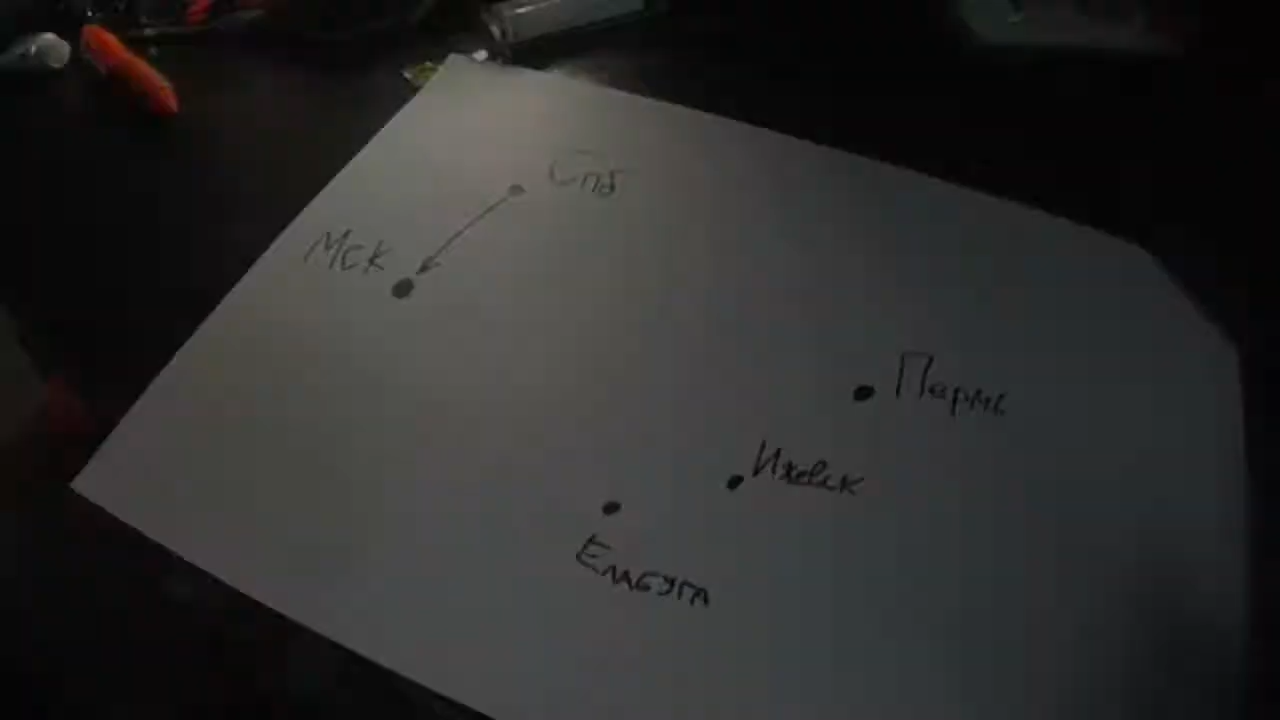 Спб
Мск
Пермь
Ижевск
Елабуга